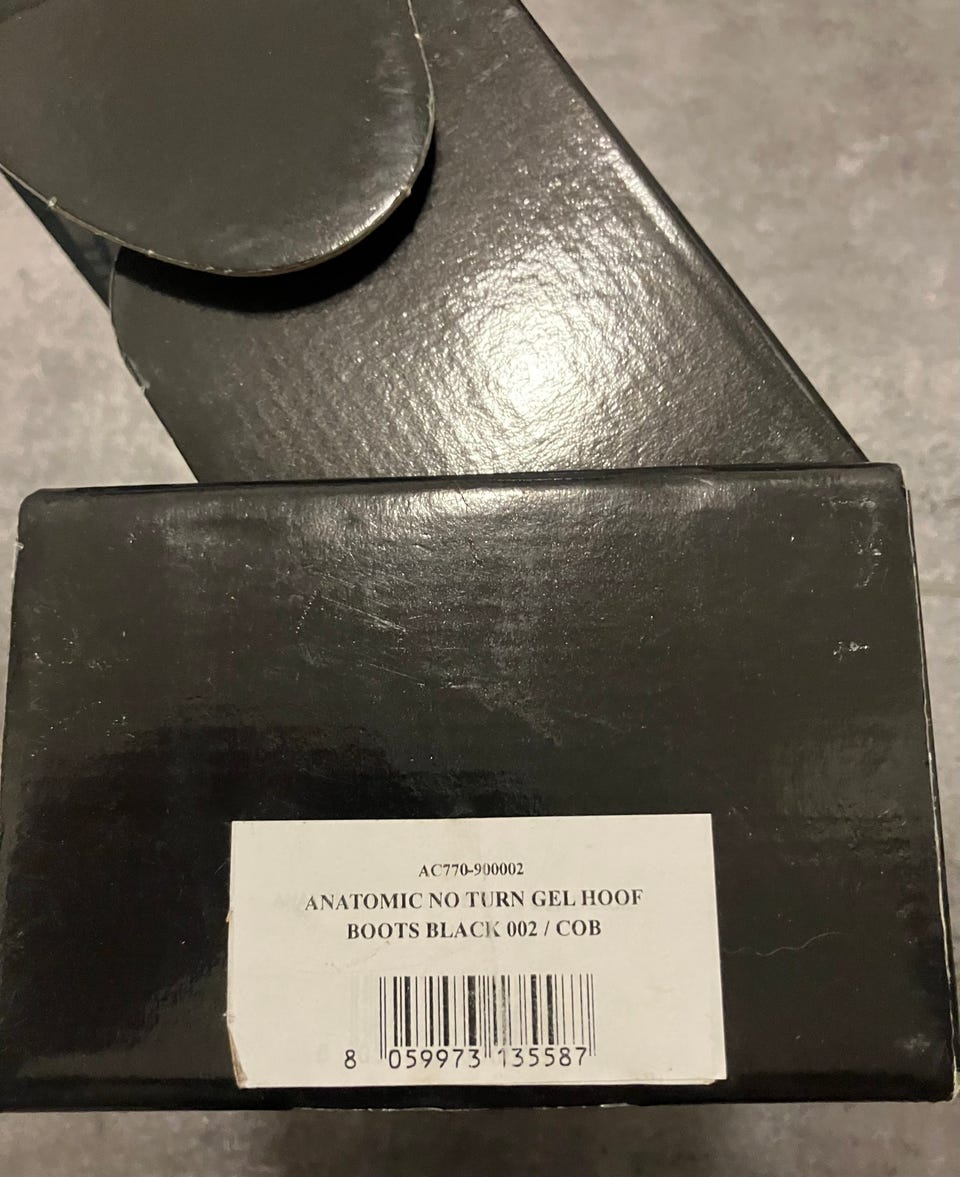 AC770-900002
ANATOMIC NO TURN GEL HOOF
BOOTS BLACK 002 / COB
8 059973 135587